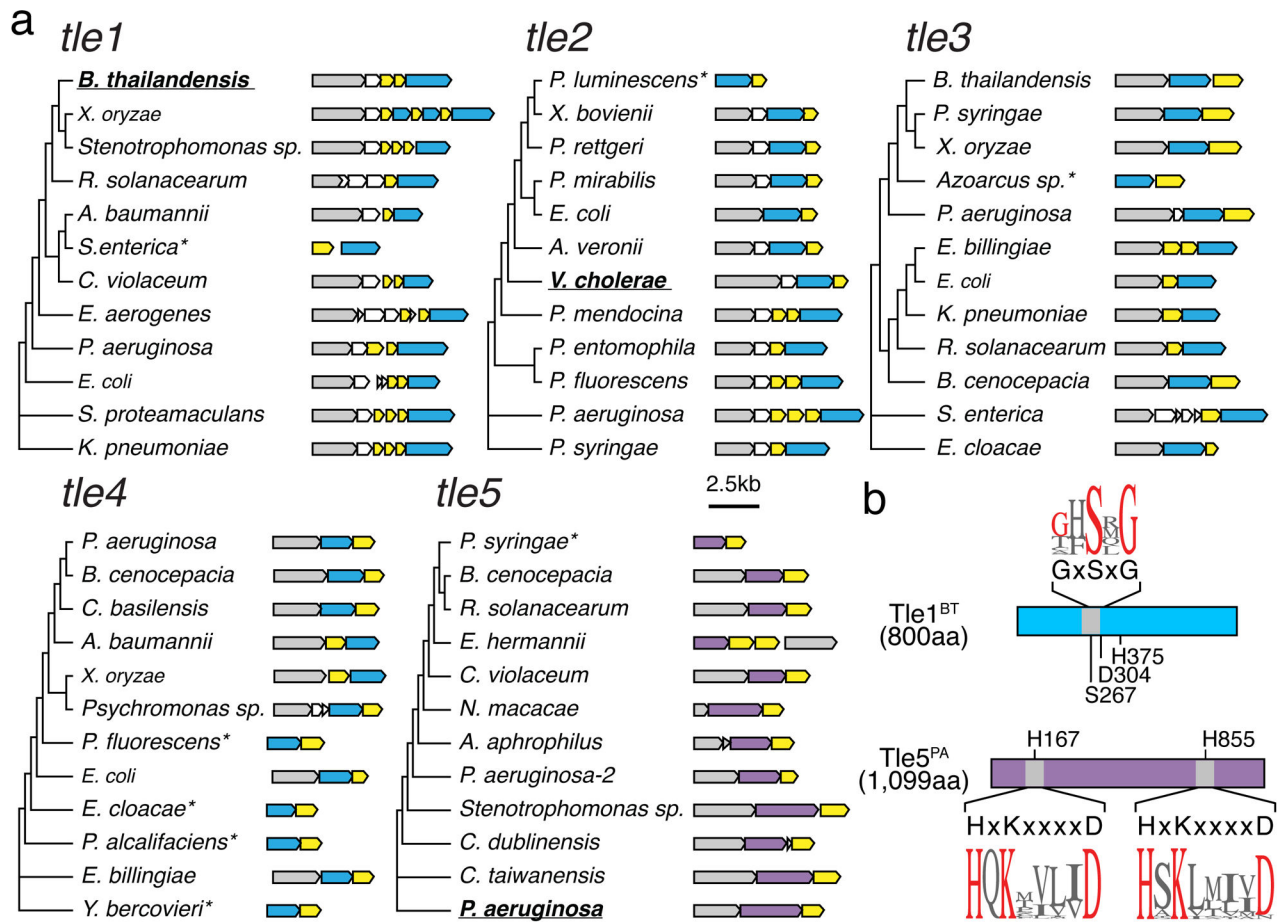 a
tle1
B. thailandensis
X. oryzae
Stenotrophomonas sp.
R. solanacearum
A. baumannii
S.enterica*
C. violaceum
E. aerogenes
P. aeruginosa
E. coli
S. proteamaculans
K. pneumoniae
tle2
P. luminescens*
X. bovienii
P. rettgeri
P. mirabilis
E. coli
A. veronii
V. cholerae
P. mendocina
P. entomophila
P. fluorescens
P. aeruginosa
P. syringae
tle3
B. thailandensis
P. syringae
X. oryzae
Azoarcus sp.*
P. aeruginosa
E. billingiae
E. coli
K. pneumoniae
R. solanacearum
B. cenocepacia
S. enterica
E. cloacae
tle4
P. aeruginosa
B. cenocepacia
C. basilensis
A. baumannii
X. oryzae
Psychromonas sp.
P. fluorescens*
E. coli
E. cloacae*
P. alcalifaciens*
E. billingiae
Y. bercovieri*
tle5
2.5kb
P. syringae*
B. cenocepacia
R. solanacearum
E. hermannii
C. violaceum
N. macacae
A. aphrophilus
P. aeruginosa-2
Stenotrophomonas sp.
C. dublinensis
C. taiwanensis
P. aeruginosa
b
GxSxG
Tle1BT
(800aa)
H375
D304
S267
Tle5PA
(1,099aa)
H167
H855
HxKxxxxD
HxKxxxxD